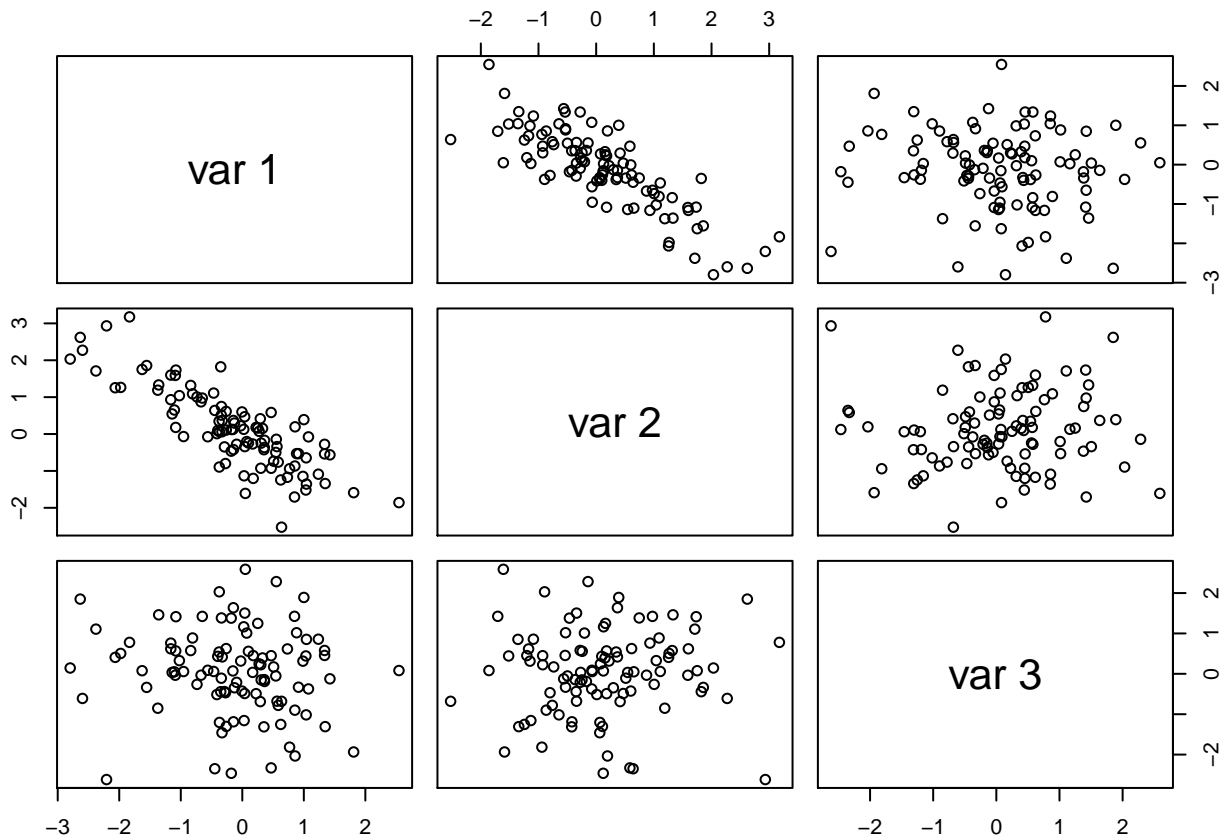 −2 −1 0 1 2 3
var 1
−3 −1 0 1 2
−2 0 1 2 3
var 2
var 3
−2 0 1 2
−3 −2 −1 0 1 2
−2 −1 0 1 2